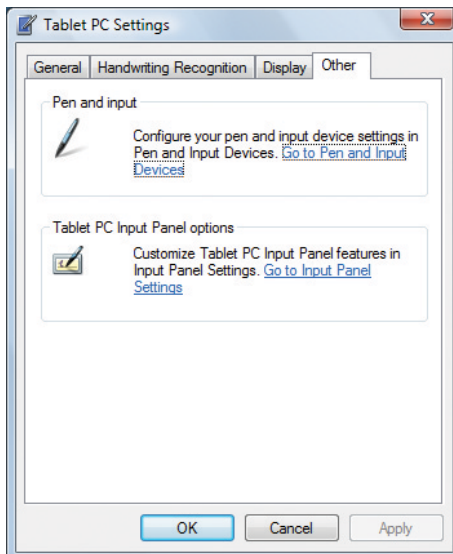 Tablet PC Settings
General Handwriting Recognition Display Other
Pen and input
Configure your pen and input device settings in
Pen and Input Devices. Go to Pen and Input
Devices
Tablet PC Input Panel options
Customize Tablet PC Input Panel features in
Input Panel Settings. Go to Input Panel
Settings
OK Cancel Apply